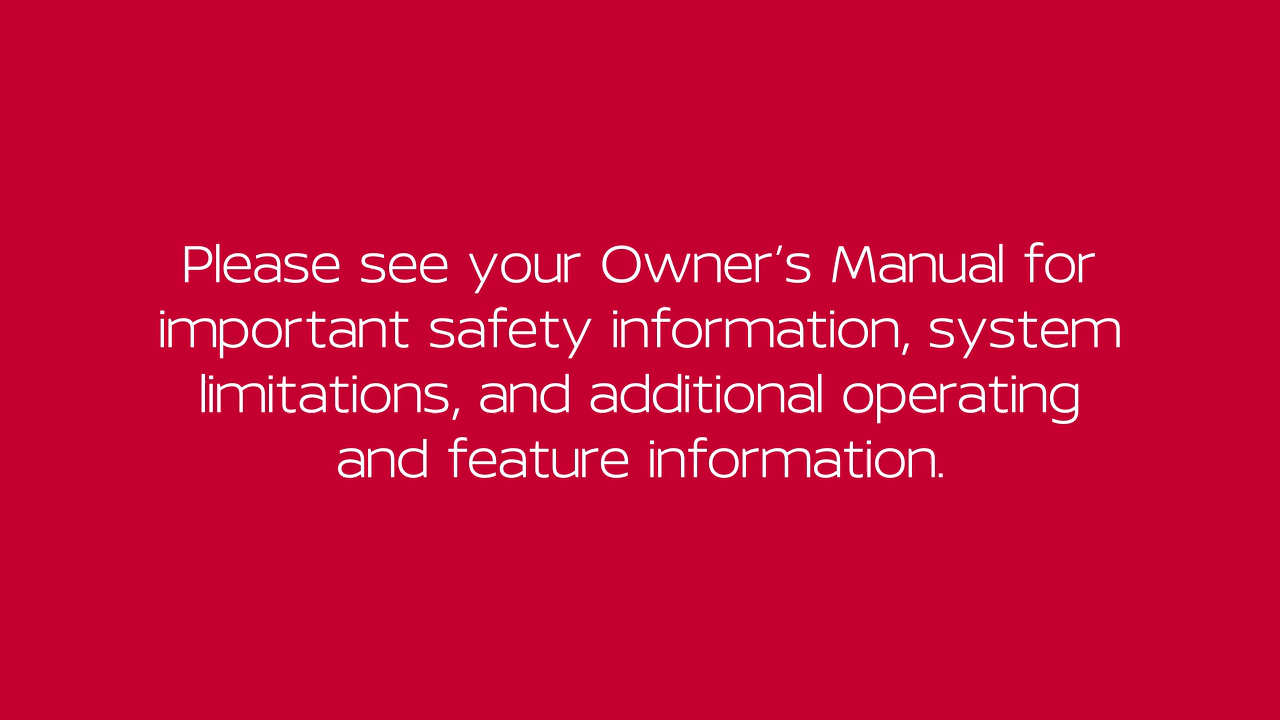 Please see your Owner’s Manual for
important safety information, system
limitations, and additional operating
and feature information.